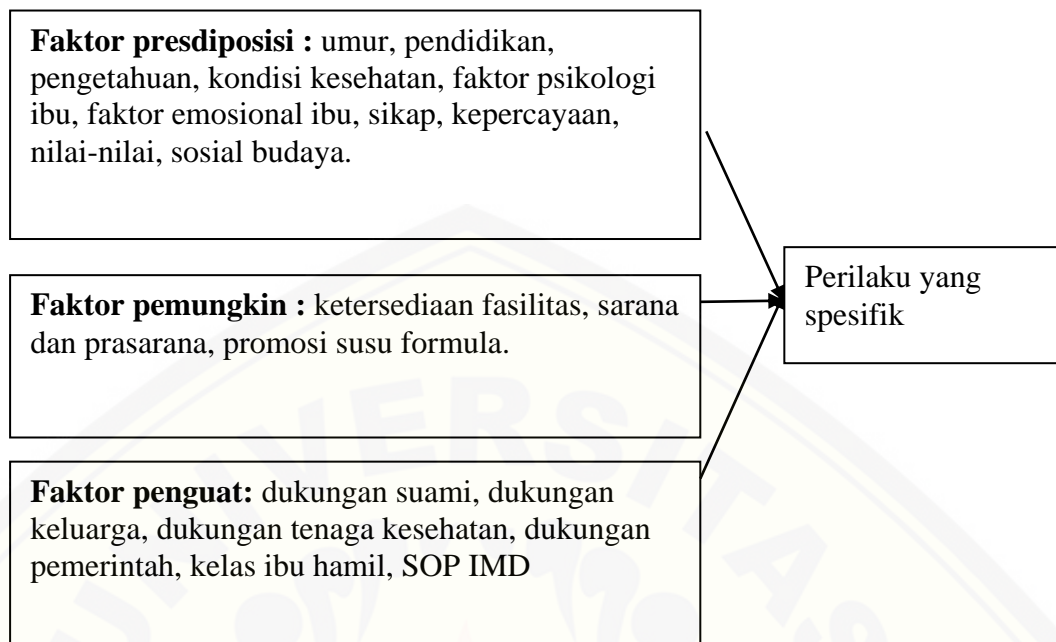 Faktor presdiposisi : umur, pendidikan,
pengetahuan, kondisi kesehatan, faktor psikologi
ibu, faktor emosional ibu, sikap, kepercayaan,
nilai-nilai, sosial budaya.
Faktor pemungkin : ketersediaan fasilitas, sarana
dan prasarana, promosi susu formula.
Perilaku yang
spesifik
Faktor penguat: dukungan suami, dukungan
keluarga, dukungan tenaga kesehatan, dukungan
pemerintah, kelas ibu hamil, SOP IMD
UNIVERSITAS